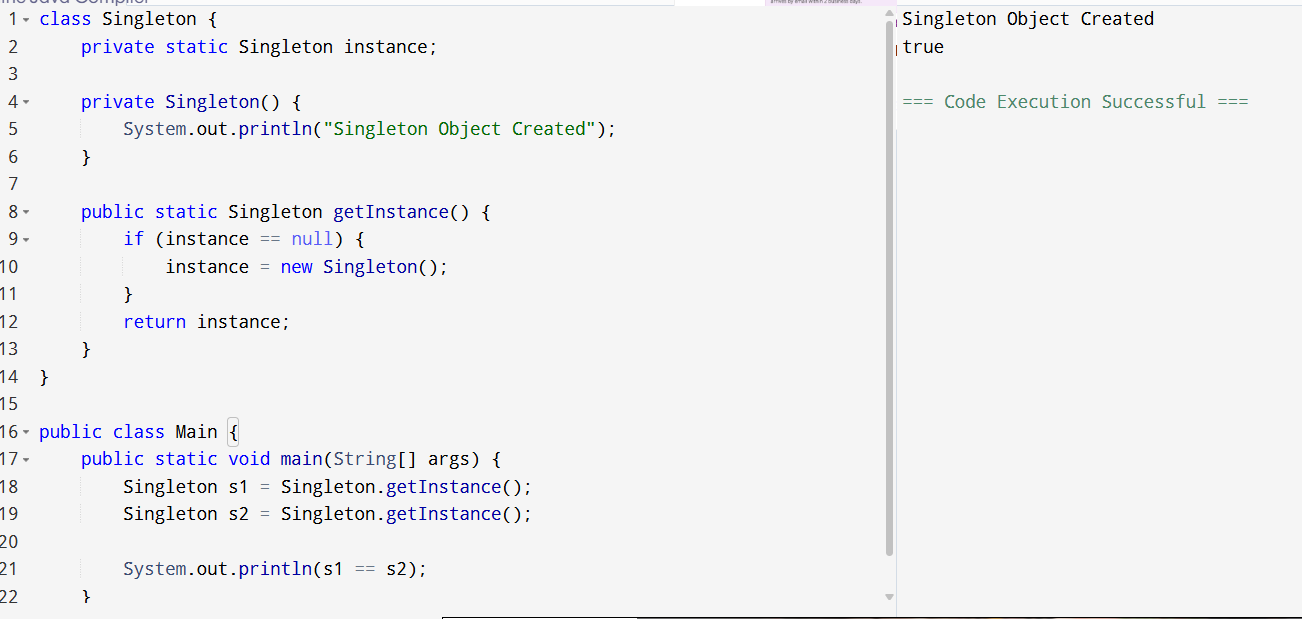 1 class Singleton {
2     private static Singleton instance;
3
4     private Singleton() {
5         System.out.println("Singleton Object Created");
6     }
7
8     public static Singleton getInstance() {
9         if (instance == null) {
10             instance = new Singleton();
11         }
12         return instance;
13     }
14 }
15
16 public class Main {
17     public static void main(String[] args) {
18         Singleton s1 = Singleton.getInstance();
19         Singleton s2 = Singleton.getInstance();
20
21         System.out.println(s1 == s2);
22     }
Singleton Object Created
true
=== Code Execution Successful ===